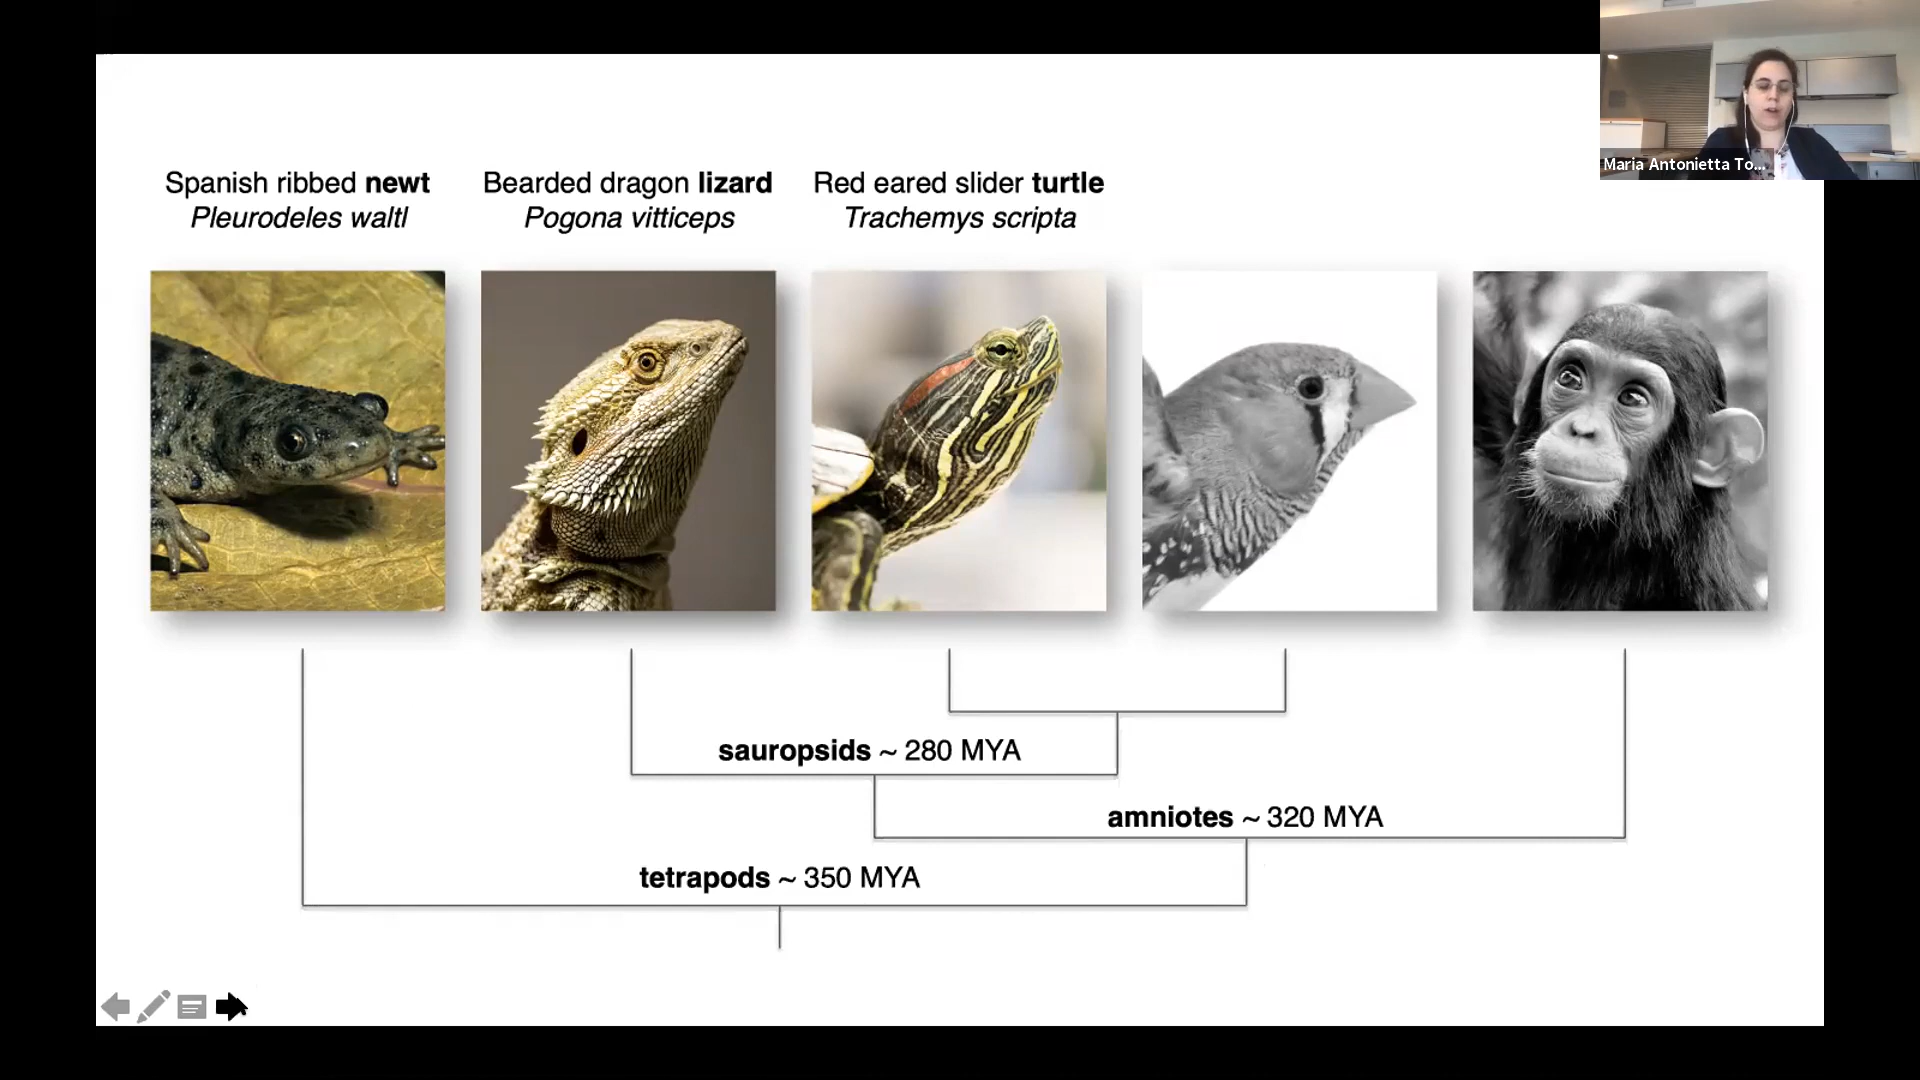 Maria Antonietta To...
Spanish ribbed newt
Pleurodeles waltl
Bearded dragon lizard
Pogona vitticeps
Red eared slider turtle
Trachemys scripta
sauropsids ~ 280 MYA
amniotes ~ 320 MYA
tetrapods ~ 350 MYA